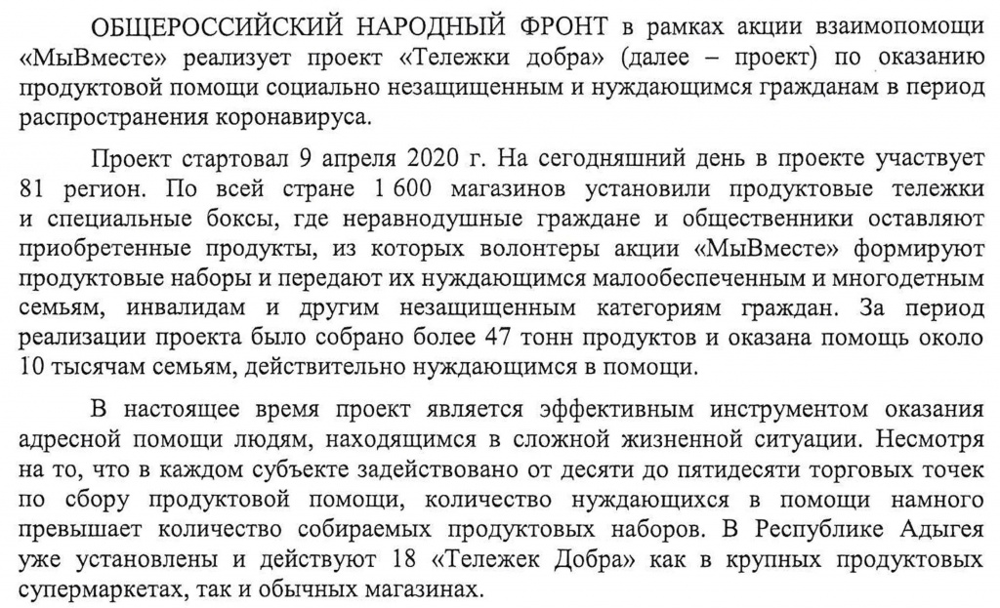 ОБЩЕРОССИЙСКИЙ НАРОДНЫЙ ФРОНТ в рамках акции взаимопомощи
«МыВместе» реализует проект «Тележки добра» (далее – проект) по оказанию
продуктовой помощи социально незащищенным и нуждающимся гражданам в период
распространения коронавируса.
Проект стартовал 9 апреля 2020 г. На сегодняшний день в проекте участвует
81 регион. По всей стране 1 600 магазинов установили продуктовые тележки
и специальные боксы, где неравнодушные граждане и общественники оставляют
приобретенные продукты, из которых волонтеры акции «МыВместе» формируют
продуктовые наборы и передают их нуждающимся малообеспеченным и многодетным
семьям, инвалидам и другим незащищенным категориям граждан. За период
реализации проекта было собрано более 47 тонн продуктов и оказана помощь около
10 тысячам семьям, действительно нуждающимся в помощи.
В настоящее время проект является эффективным инструментом оказания
адресной помощи людям, находящимся в сложной жизненной ситуации. Несмотря
на то, что в каждом субъекте задействовано от десяти до пятидесяти торговых точек
по сбору продуктовой помощи, количество нуждающихся в помощи намного
превышает количество собираемых продуктовых наборов. В Республике Адыгея
уже установлены и действуют 18 «Тележек Добра» как в крупных продуктовых
супермаркетах, так и обычных магазинах.